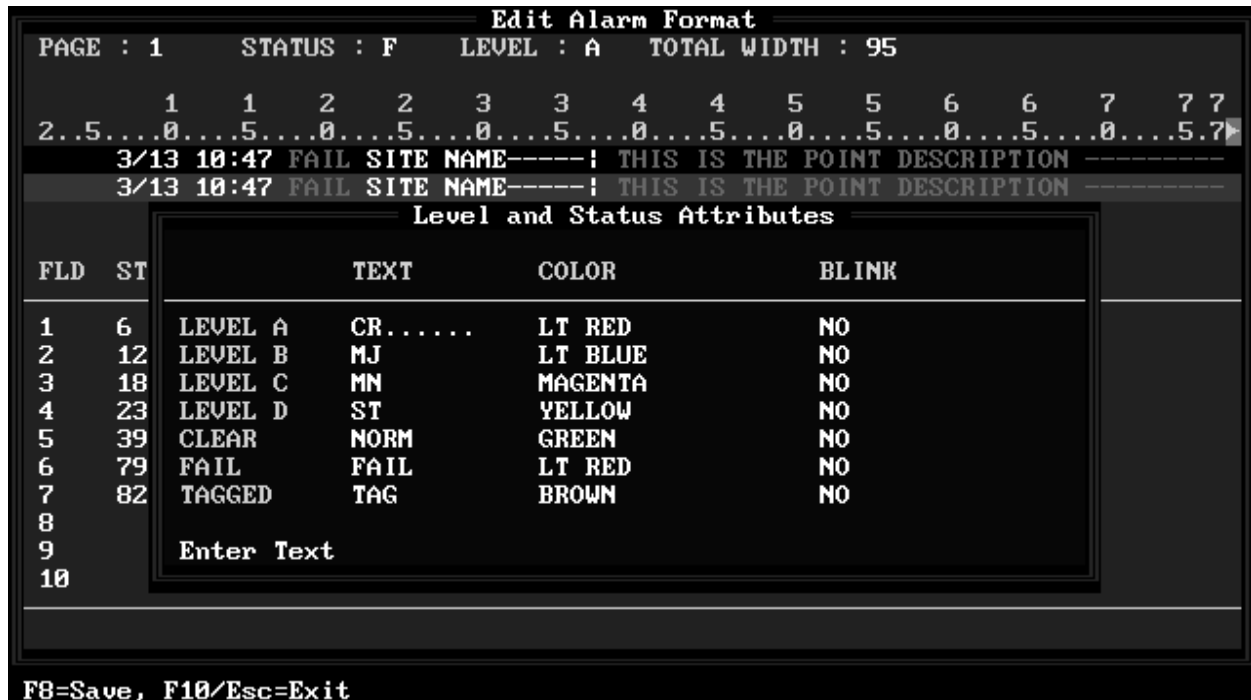 Edit Alarm Format
PAGE : 1 STATUS : F LEVEL : A TOTAL WIDTH : 95
1 1 2 2 3 3 4 4 5 5 6 6 7 7 7
2..5....0....5....0....5....0....5....0....5....0....5....0....5....0....5.7►
3/13 10:47 FAIL SITE NAME-----¦ THIS IS THE POINT DESCRIPTION ---------
3/13 10:47 FAIL SITE NAME-----¦ THIS IS THE POINT DESCRIPTION ---------
Level and Status Attributes
FLD ST TEXT COLOR BLINK
1 6 LEVEL A CR...... LT RED NO
2 12 LEVEL B MJ LT BLUE NO
3 18 LEVEL C MN MAGENTA NO
4 23 LEVEL D ST YELLOW NO
5 39 CLEAR NORM GREEN NO
6 79 FAIL FAIL LT RED NO
7 82 TAGGED TAG BROWN NO
8
9 Enter Text
10
F8=Save, F10/Esc=Exit